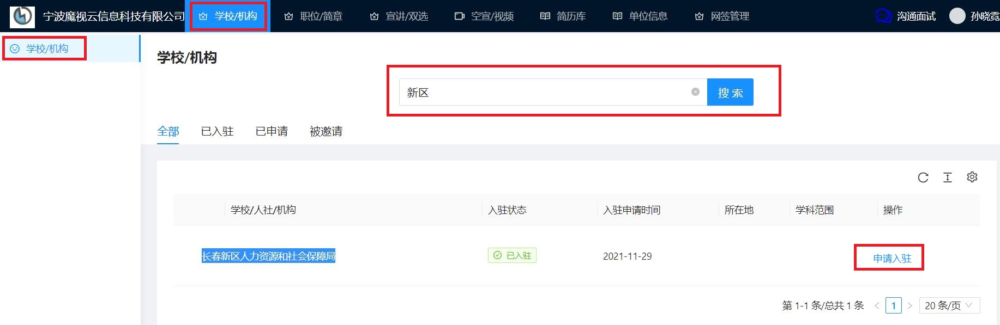 宁波魔视云信息科技有限公司 学校/机构 职位/简章 宣讲/双选 空宣/视频 简历库 单位信息 网签管理 沟通面试 孙晓霓
学校/机构
学校/机构
新区 搜 索
全部 已入驻 已申请 被邀请
学校/人社/机构 入驻状态 入驻申请时间 所在地 学科范围 操作
长春新区人力资源和社会保障局 已入驻 2021-11-29 申请入驻
第 1-1 条/总共 1 条 < 1 > 20 条/页